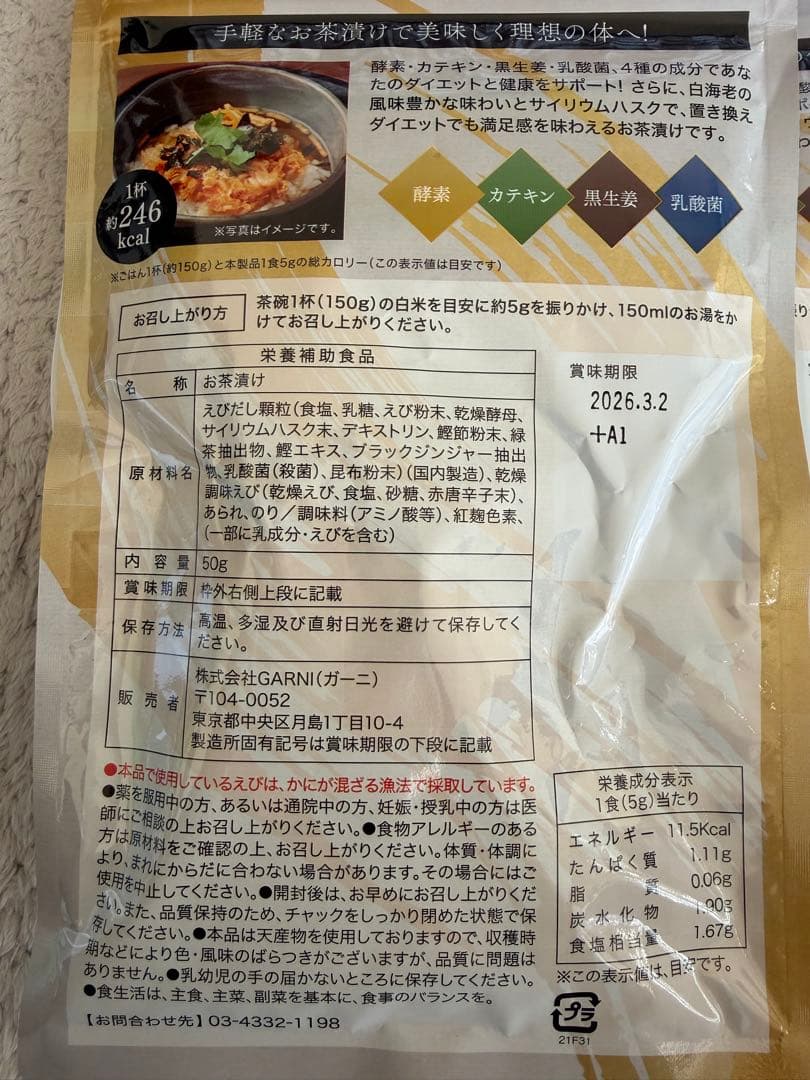 手軽なお茶漬けで美味しく理想の体へ!
酵素・カテキン・黒生姜・乳酸菌、4種の成分であな
たのダイエットと健康をサポート! さらに、白海老の
風味豊かな味わいとサイリウムハスクで、置き換え
ダイエットでも満足感を味わえるお茶漬けです。
酵素
カテキン
黒生姜
乳酸菌
1杯
約246
kcal
※写真はイメージです。
※ごはん1杯(約150g)と本製品1食5gの総カロリー(この表示値は目安です)
お召し上がり方
茶碗1杯(150g)の白米を目安に約5gを振りかけ、150mlのお湯をか
けてお召し上がりください。
栄養補助食品
名称 お茶漬け
原材料名
えびだし顆粒(食塩、乳糖、えび粉末、乾燥酵母、
サイリウムハスク末、デキストリン、鰹節粉末、緑
茶抽出物、鰹エキス、ブラックジンジャー抽出
物、乳酸菌(殺菌)、昆布粉末)(国内製造)、乾燥
調味えび(乾燥えび、食塩、砂糖、赤唐辛子末)、
あられ、のり/調味料(アミノ酸等)、紅麹色素、
(一部に乳成分・えびを含む)
内容量 50g
賞味期限 枠外右側上段に記載
保存方法 高温、多湿及び直射日光を避けて保存してく
ださい。
販売者
株式会社GARNI(ガーニ)
〒104-0052
東京都中央区月島1丁目10-4
製造所固有記号は賞味期限の下段に記載
賞味期限
2026.3.2
+A1
●本品で使用しているえびは、かにが混ざる漁法で採取しています。
●薬を服用中の方、あるいは通院中の方、妊娠・授乳中の方は医
師にご相談の上お召し上がりください。●食物アレルギーのある
方は原材料をご確認の上、お召し上がりください。体質・体調に
より、まれにからだに合わない場合があります。その場合にはご
使用を中止してください。●開封後は、お早めにお召し上がりくだ
さい。また、品質保持のため、チャックをしっかり閉めた状態で保
存してください。●本品は天産物を使用しておりますので、収穫時
期などにより色・風味のばらつきがございますが、品質に問題は
ありません。●乳幼児の手の届かないところに保存してください。
●食生活は、主食、主菜、副菜を基本に、食事のバランスを。
【お問合わせ先】03-4332-1198
栄養成分表示
1食(5g)当たり
エネルギー 11.5Kcal
たんぱく質 1.11g
脂質 0.06g
炭水化物 1.90g
食塩相当量 1.67g
※この表示値は、目安です。
プラ
21F31